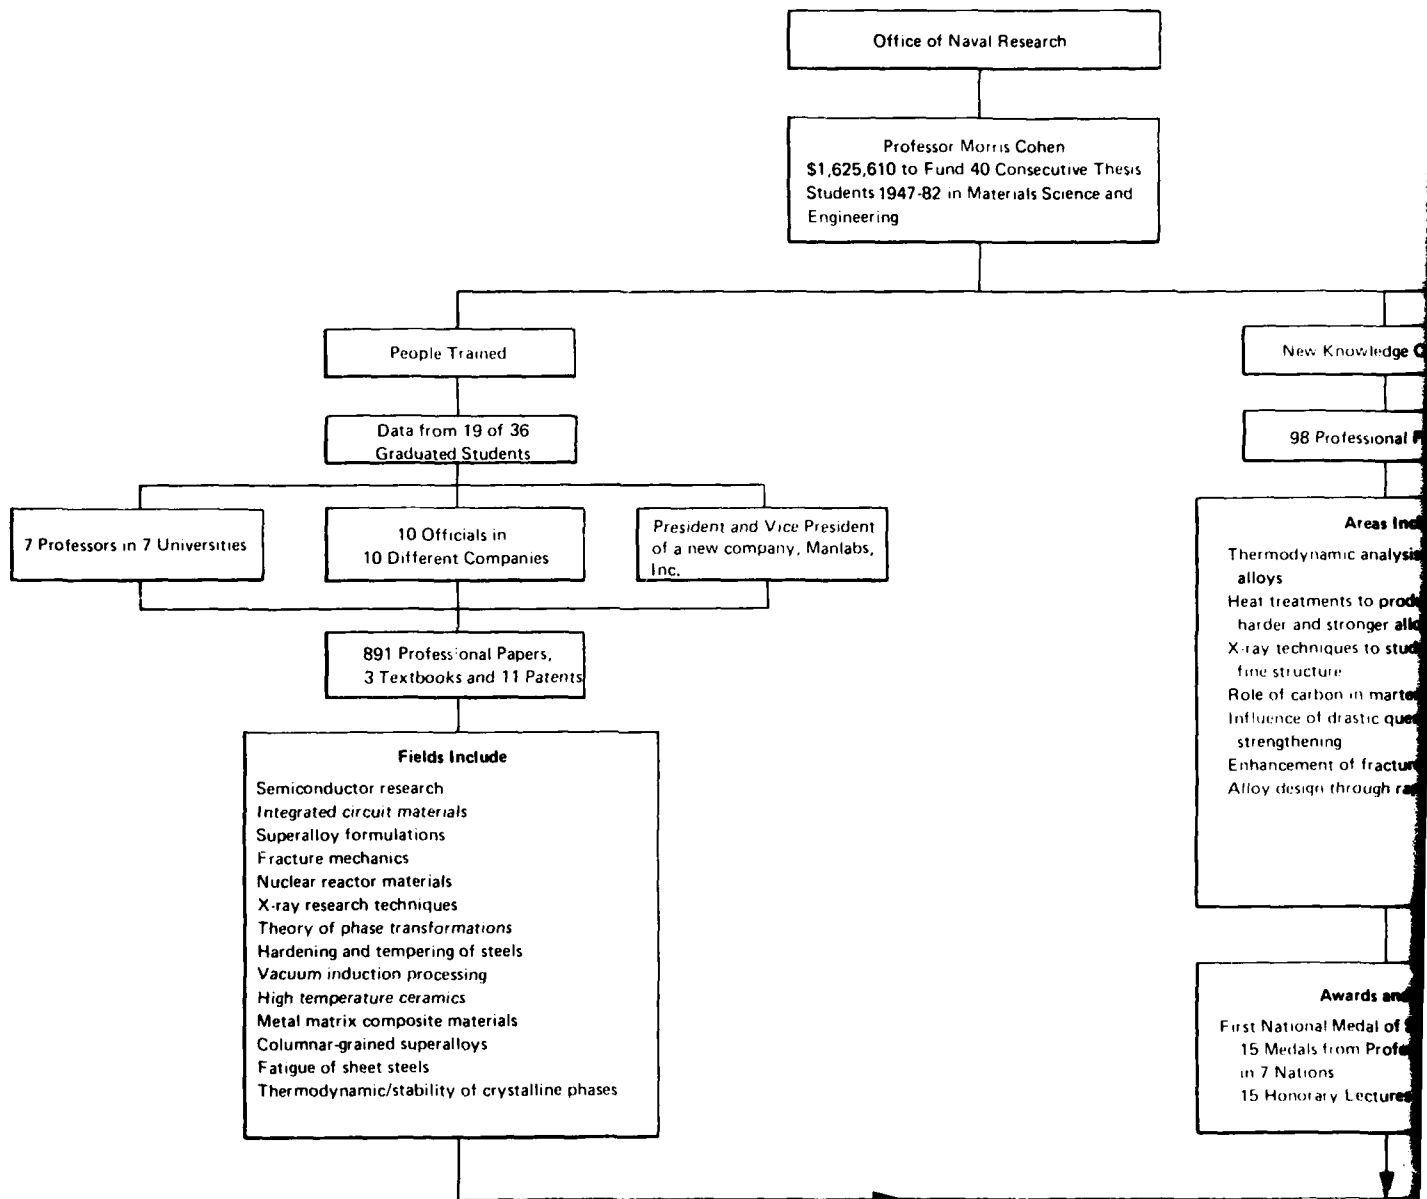 Office of Naval Research
Professor Morris Cohen
$1,625,610 to Fund 40 Consecutive Thesis
Students 1947-82 in Materials Science and
Engineering
People Trained
Data from 19 of 36
Graduated Students
7 Professors in 7 Universities
10 Officials in
10 Different Companies
President and Vice President
of a new company, Manlabs,
Inc.
891 Professional Papers,
3 Textbooks and 11 Patents
Fields Include
Semiconductor research
Integrated circuit materials
Superalloy formulations
Fracture mechanics
Nuclear reactor materials
X-ray research techniques
Theory of phase transformations
Hardening and tempering of steels
Vacuum induction processing
High temperature ceramics
Metal matrix composite materials
Columnar-grained superalloys
Fatigue of sheet steels
Thermodynamic/stability of crystalline phases
New Knowledge
98 Professional
Areas
Thermodynamic analysis
alloys
Heat treatments to
harder and stronger
X-ray techniques to
fine structure
Role of carbon in
Influence of drastic
strengthening
Enhancement of
Alloy design through
Awards and
First National Medal of
15 Medals from
in 7 Nations
15 Honorary Lectures